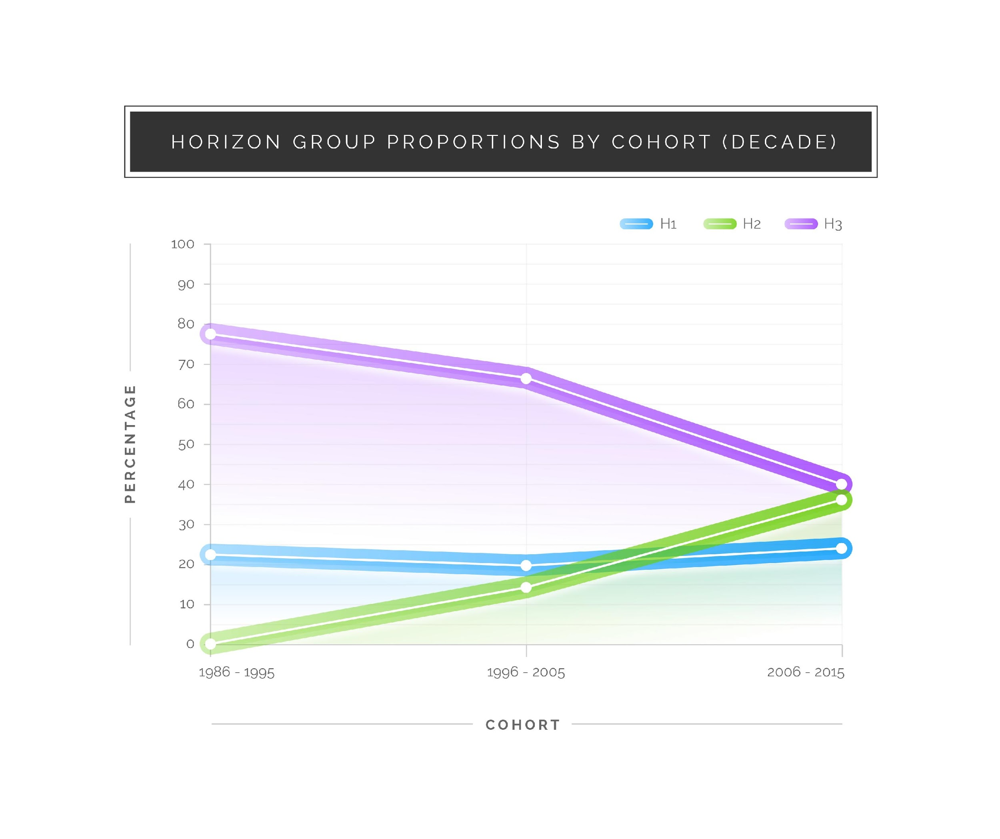 HORIZON GROUP PROPORTIONS BY COHORT (DECADE)
H1 H2 H3
100
90
80
70
60
50
40
30
20
10
0
PERCENTAGE
1986 - 1995 1996 - 2005 2006 - 2015
COHORT